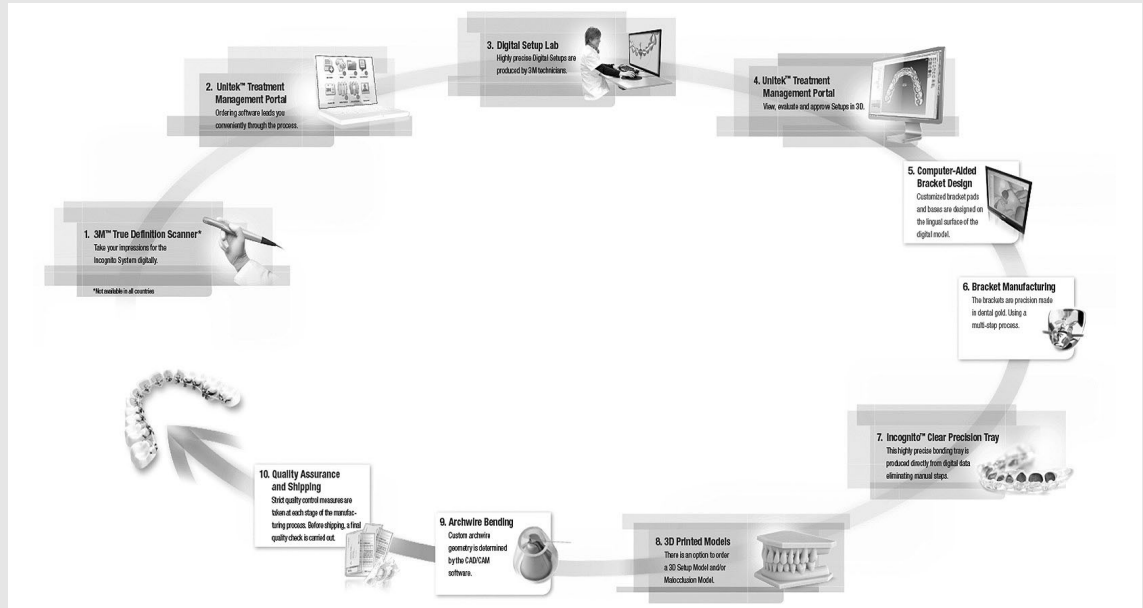 1. 3M™ True Definition Scanner*
Take your impressions for the
Incognito System digitally.
*Not available in all countries
2. Unitek™ Treatment
Management Portal
Ordering software leads you
conveniently through the process.
3. Digital Setup Lab
Highly precise Digital Setups are
produced by 3M technicians.
4. Unitek™ Treatment
Management Portal
View, evaluate and approve Setups in 3D.
5. Computer-Aided
Bracket Design
Customized bracket pads
and bases are designed on
the lingual surface of the
digital model.
6. Bracket Manufacturing
The brackets are precision made
in dental gold. Using a
multi-step process.
7. Incognito™ Clear Precision Tray
This highly precise bonding tray is
produced directly from digital data
eliminating manual steps.
8. 3D Printed Models
There is an option to order
a 3D Setup Model and/or
Malocclusion Model.
9. Archwire Bending
Custom archwire
geometry is determined
by the CAD/CAM
software.
10. Quality Assurance
and Shipping
Strict quality control measures are
taken at each stage of the manufac-
turing process. Before shipping, a final
quality check is carried out.